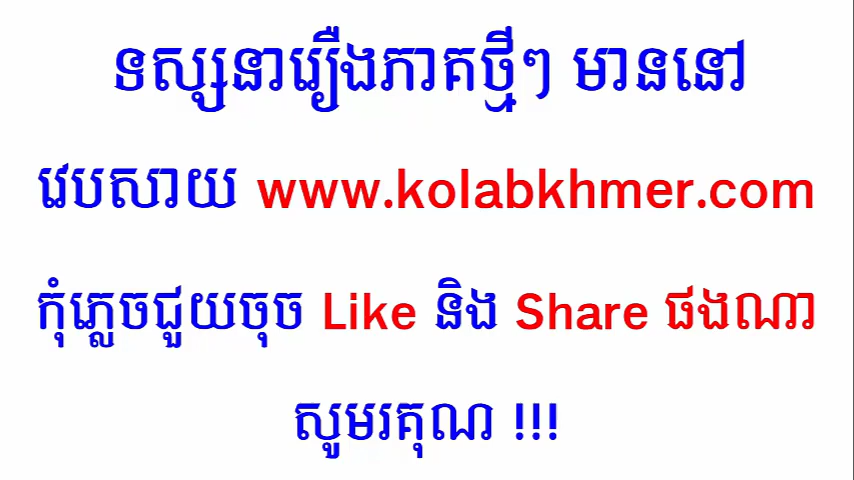 ទស្សនារឿងភាគថ្មីៗ មាននៅ
វេបសាយ www.kolabkhmer.com
កុំភ្លេចជួយចុច Like និង Share ផងណា
សូមរគុណ !!!